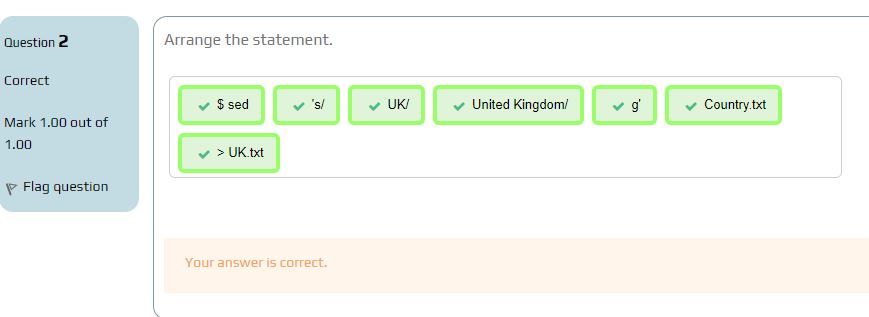 Question 2
Correct
Mark 1.00 out of
1.00
Flag question
Arrange the statement.
$ sed 's/ UK/ United Kingdom/ g' Country.txt
> UK.txt
Your answer is correct.